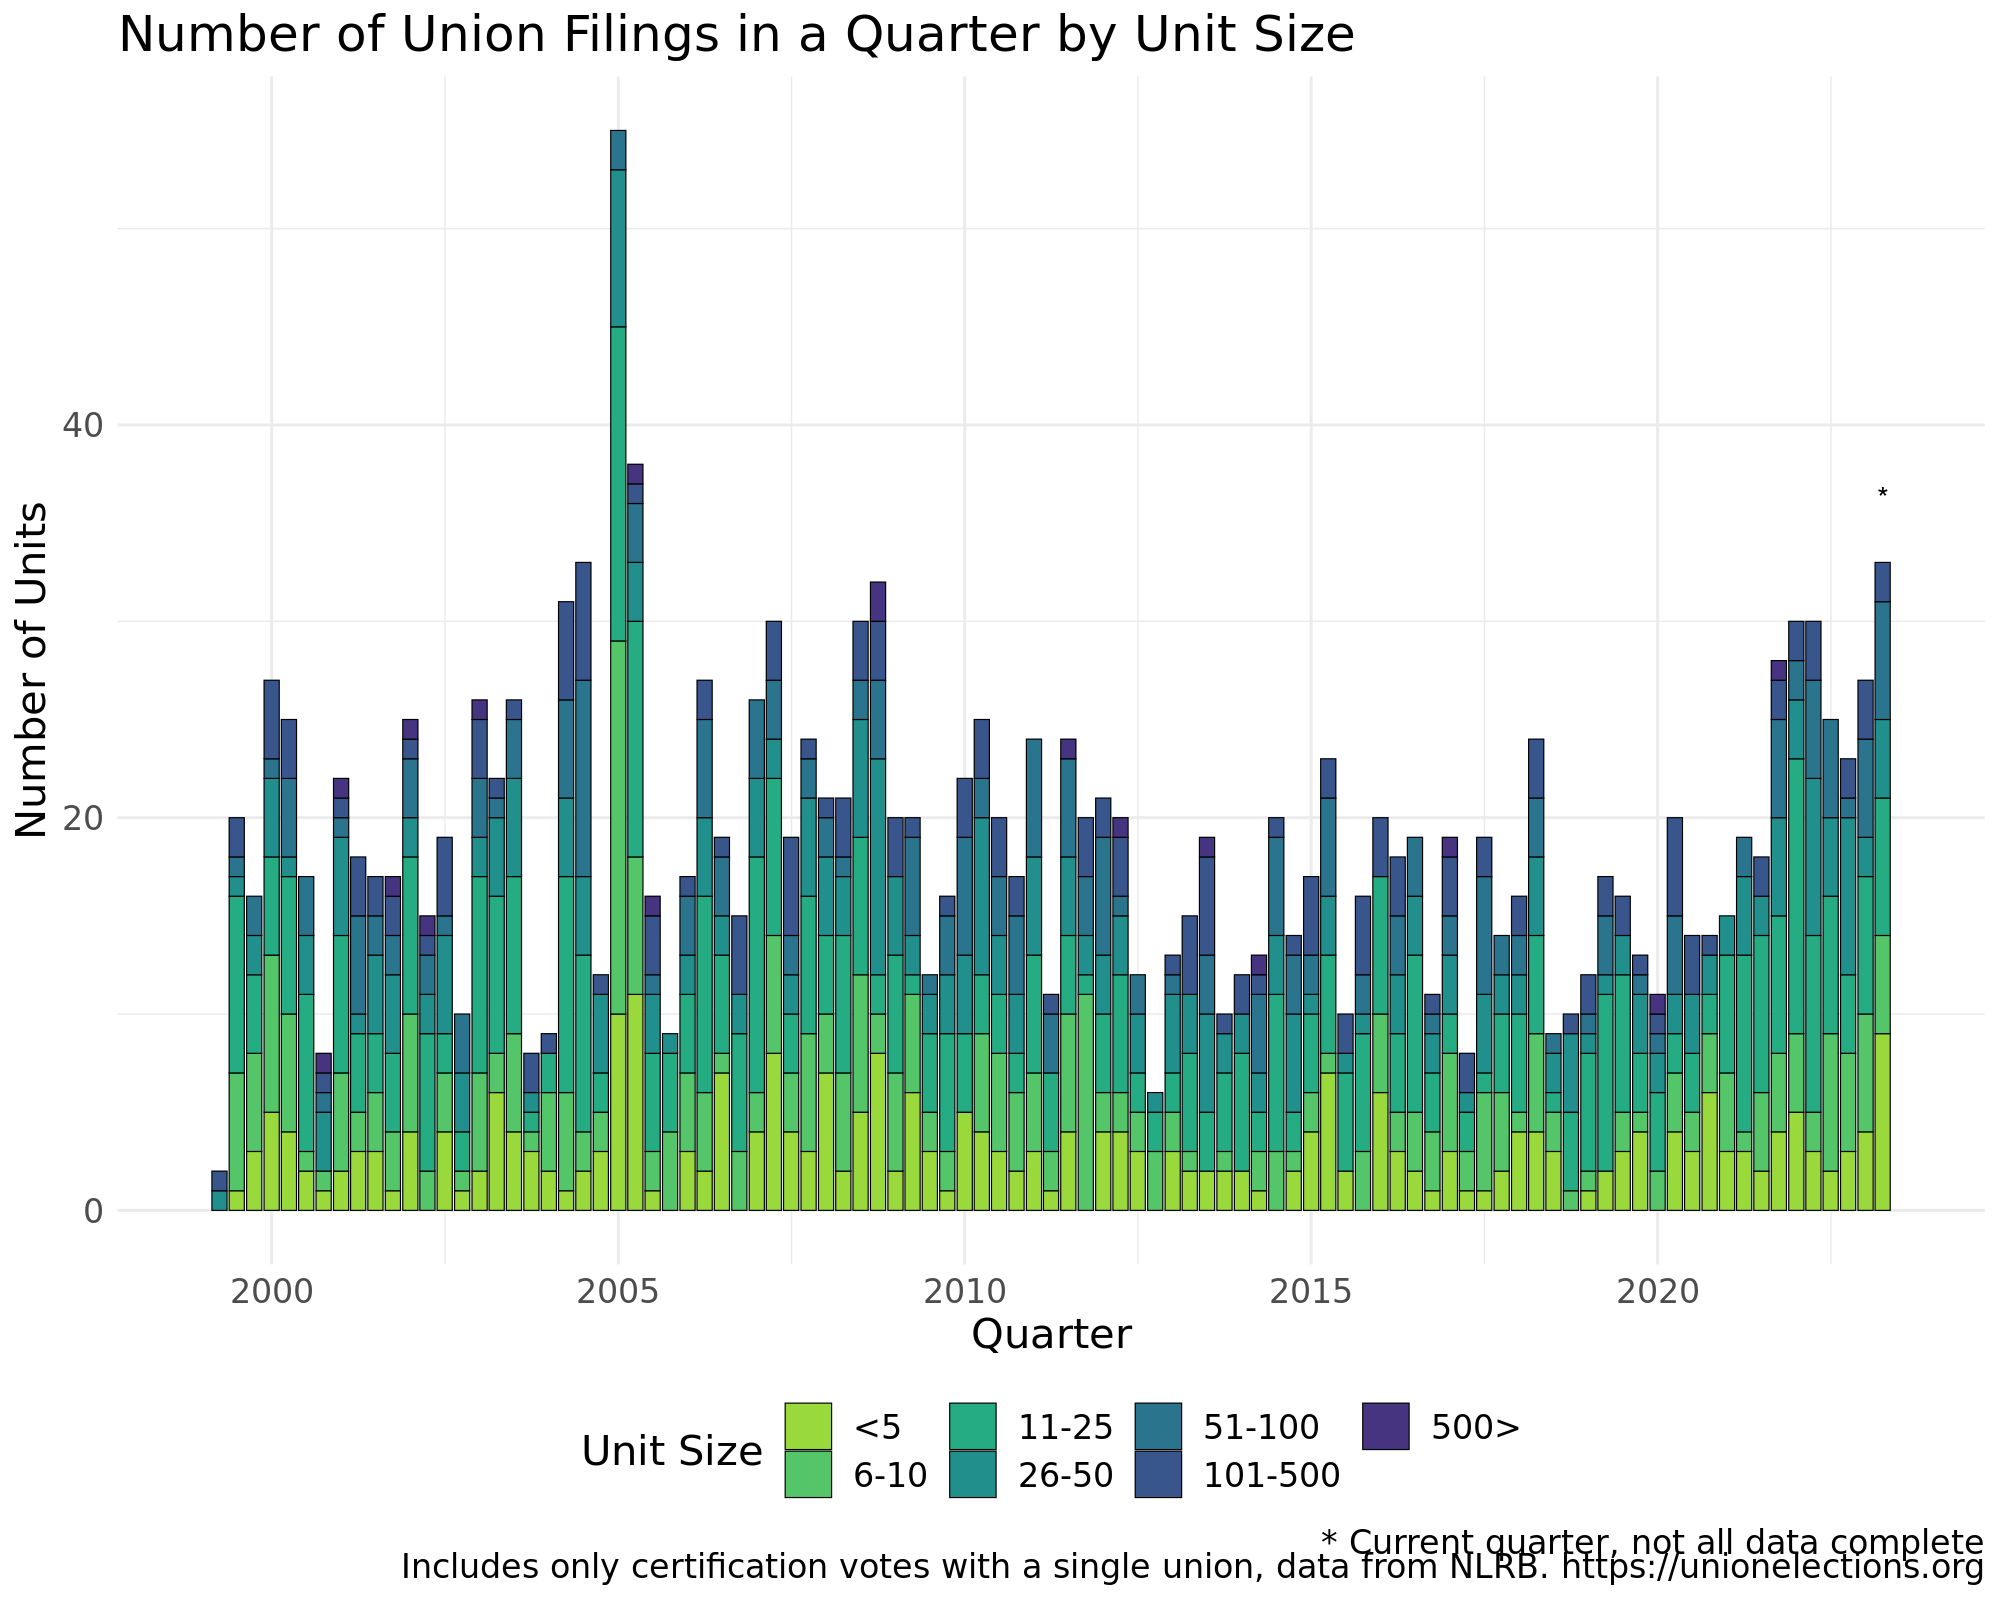 Number of Union Filings in a Quarter by Unit Size
Number of Units
40
20
0
*
2000 2005 2010 2015 2020
Quarter
Unit Size
<5 11-25 51-100 500>
6-10 26-50 101-500
* Current quarter, not all data complete
Includes only certification votes with a single union, data from NLRB. https://unionelections.org